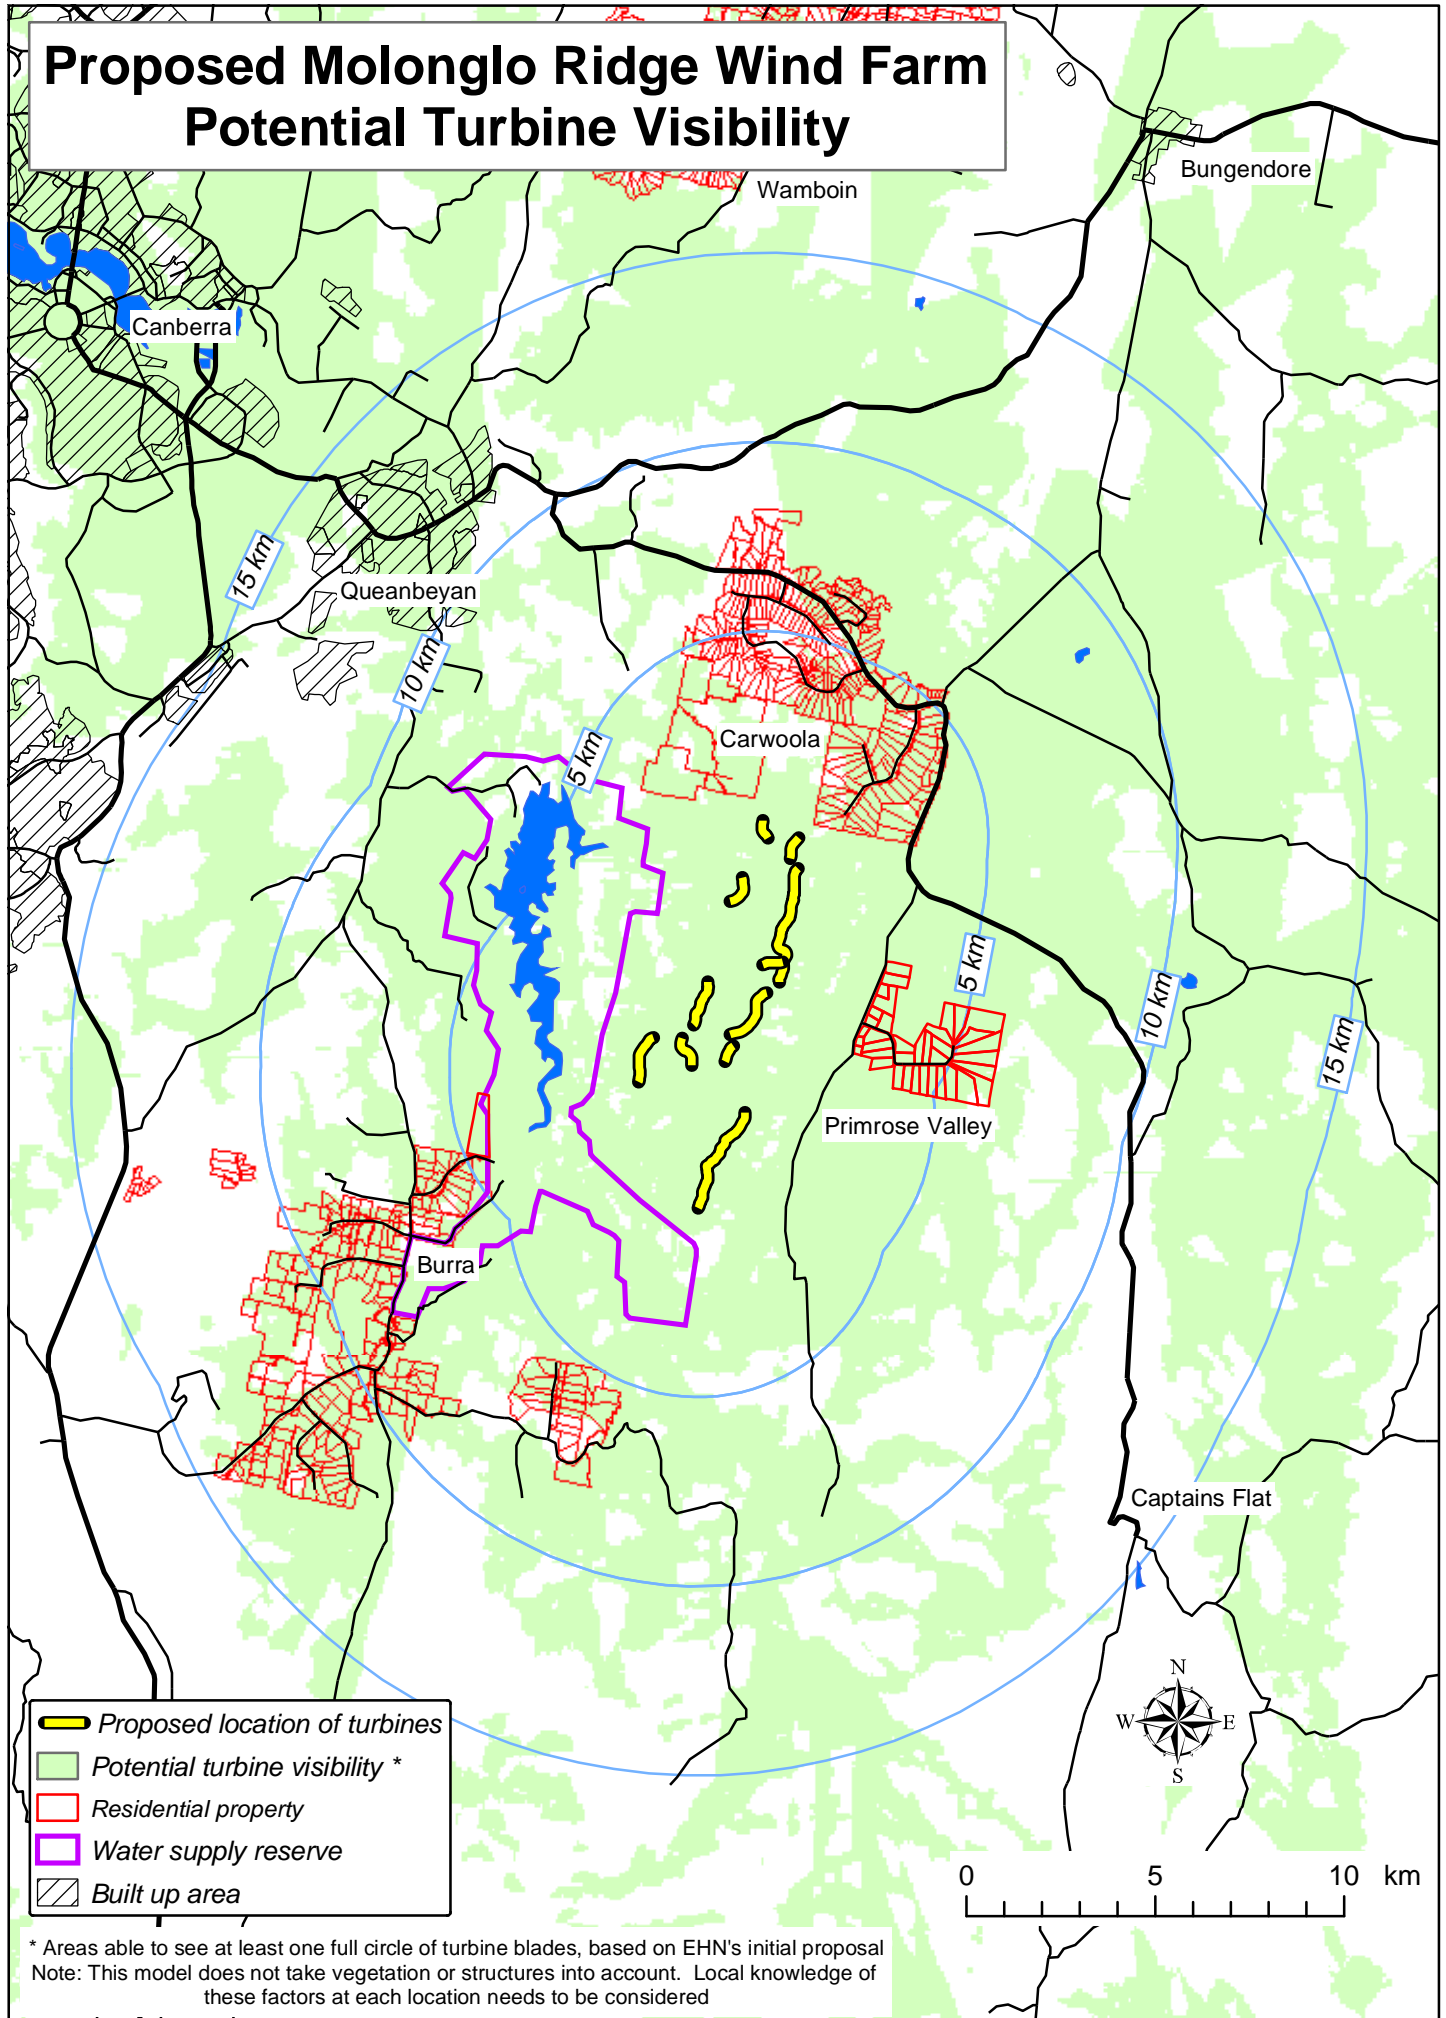 Proposed Molonglo Ridge Wind Farm
Potential Turbine Visibility
Bungendore
Wamboin
Canberra
15 km
Queanbeyan
10 km
Carwoola
5 km
5 km
10 km
15 km
Primrose Valley
Burra
Captains Flat
N
W
E
S
Proposed location of turbines
Potential turbine visibility *
Residential property
Water supply reserve
Built up area
0 5 10 km
* Areas able to see at least one full circle of turbine blades, based on EHN's initial proposal
Note: This model does not take vegetation or structures into account. Local knowledge of
these factors at each location needs to be considered